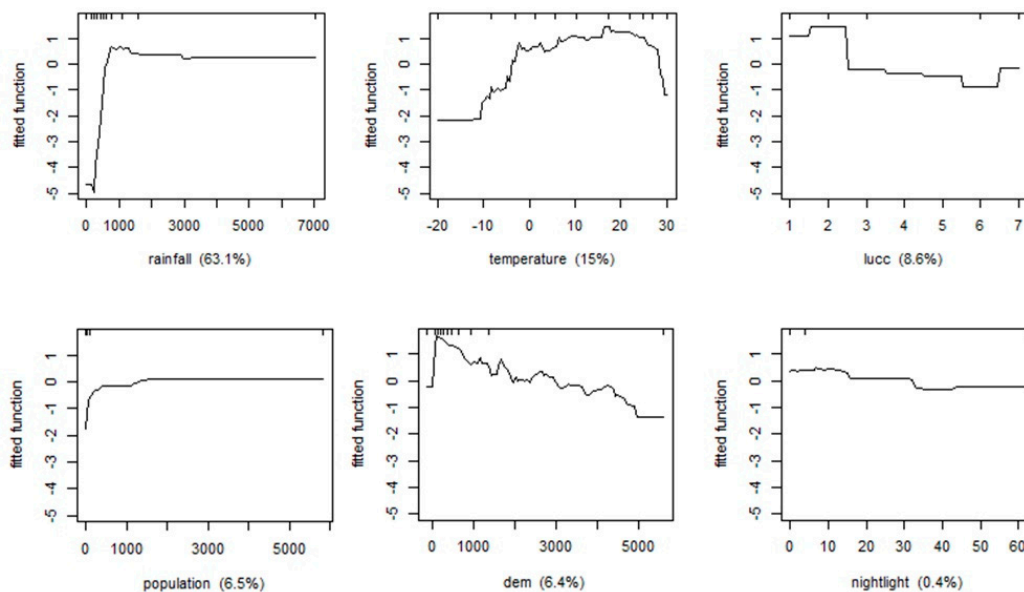 fitted function
1
0
-1
-2
-3
-4
-5
0 1000 3000 5000 7000
rainfall (63.1%)
fitted function
1
0
-1
-2
-3
-4
-5
-20 -10 0 10 20 30
temperature (15%)
fitted function
1
0
-1
-2
-3
-4
-5
1 2 3 4 5 6 7
lucc (8.6%)
fitted function
1
0
-1
-2
-3
-4
-5
0 1000 3000 5000
population (6.5%)
fitted function
1
0
-1
-2
-3
-4
-5
0 1000 3000 5000
dem (6.4%)
fitted function
1
0
-1
-2
-3
-4
-5
0 10 20 30 40 50 60
nightlight (0.4%)